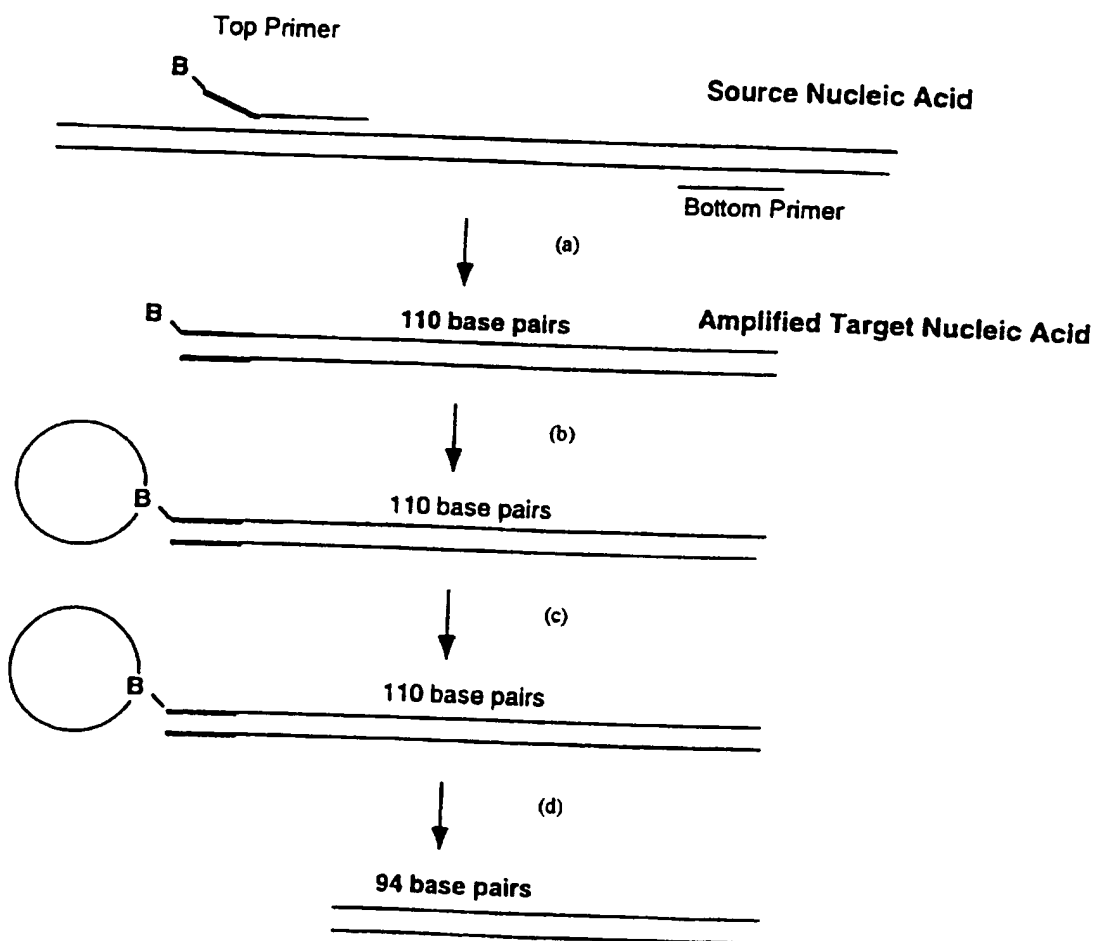 Top Primer
B
Source Nucleic Acid
Bottom Primer
(a)
B
110 base pairs
Amplified Target Nucleic Acid
(b)
B
110 base pairs
(c)
B
110 base pairs
(d)
94 base pairs